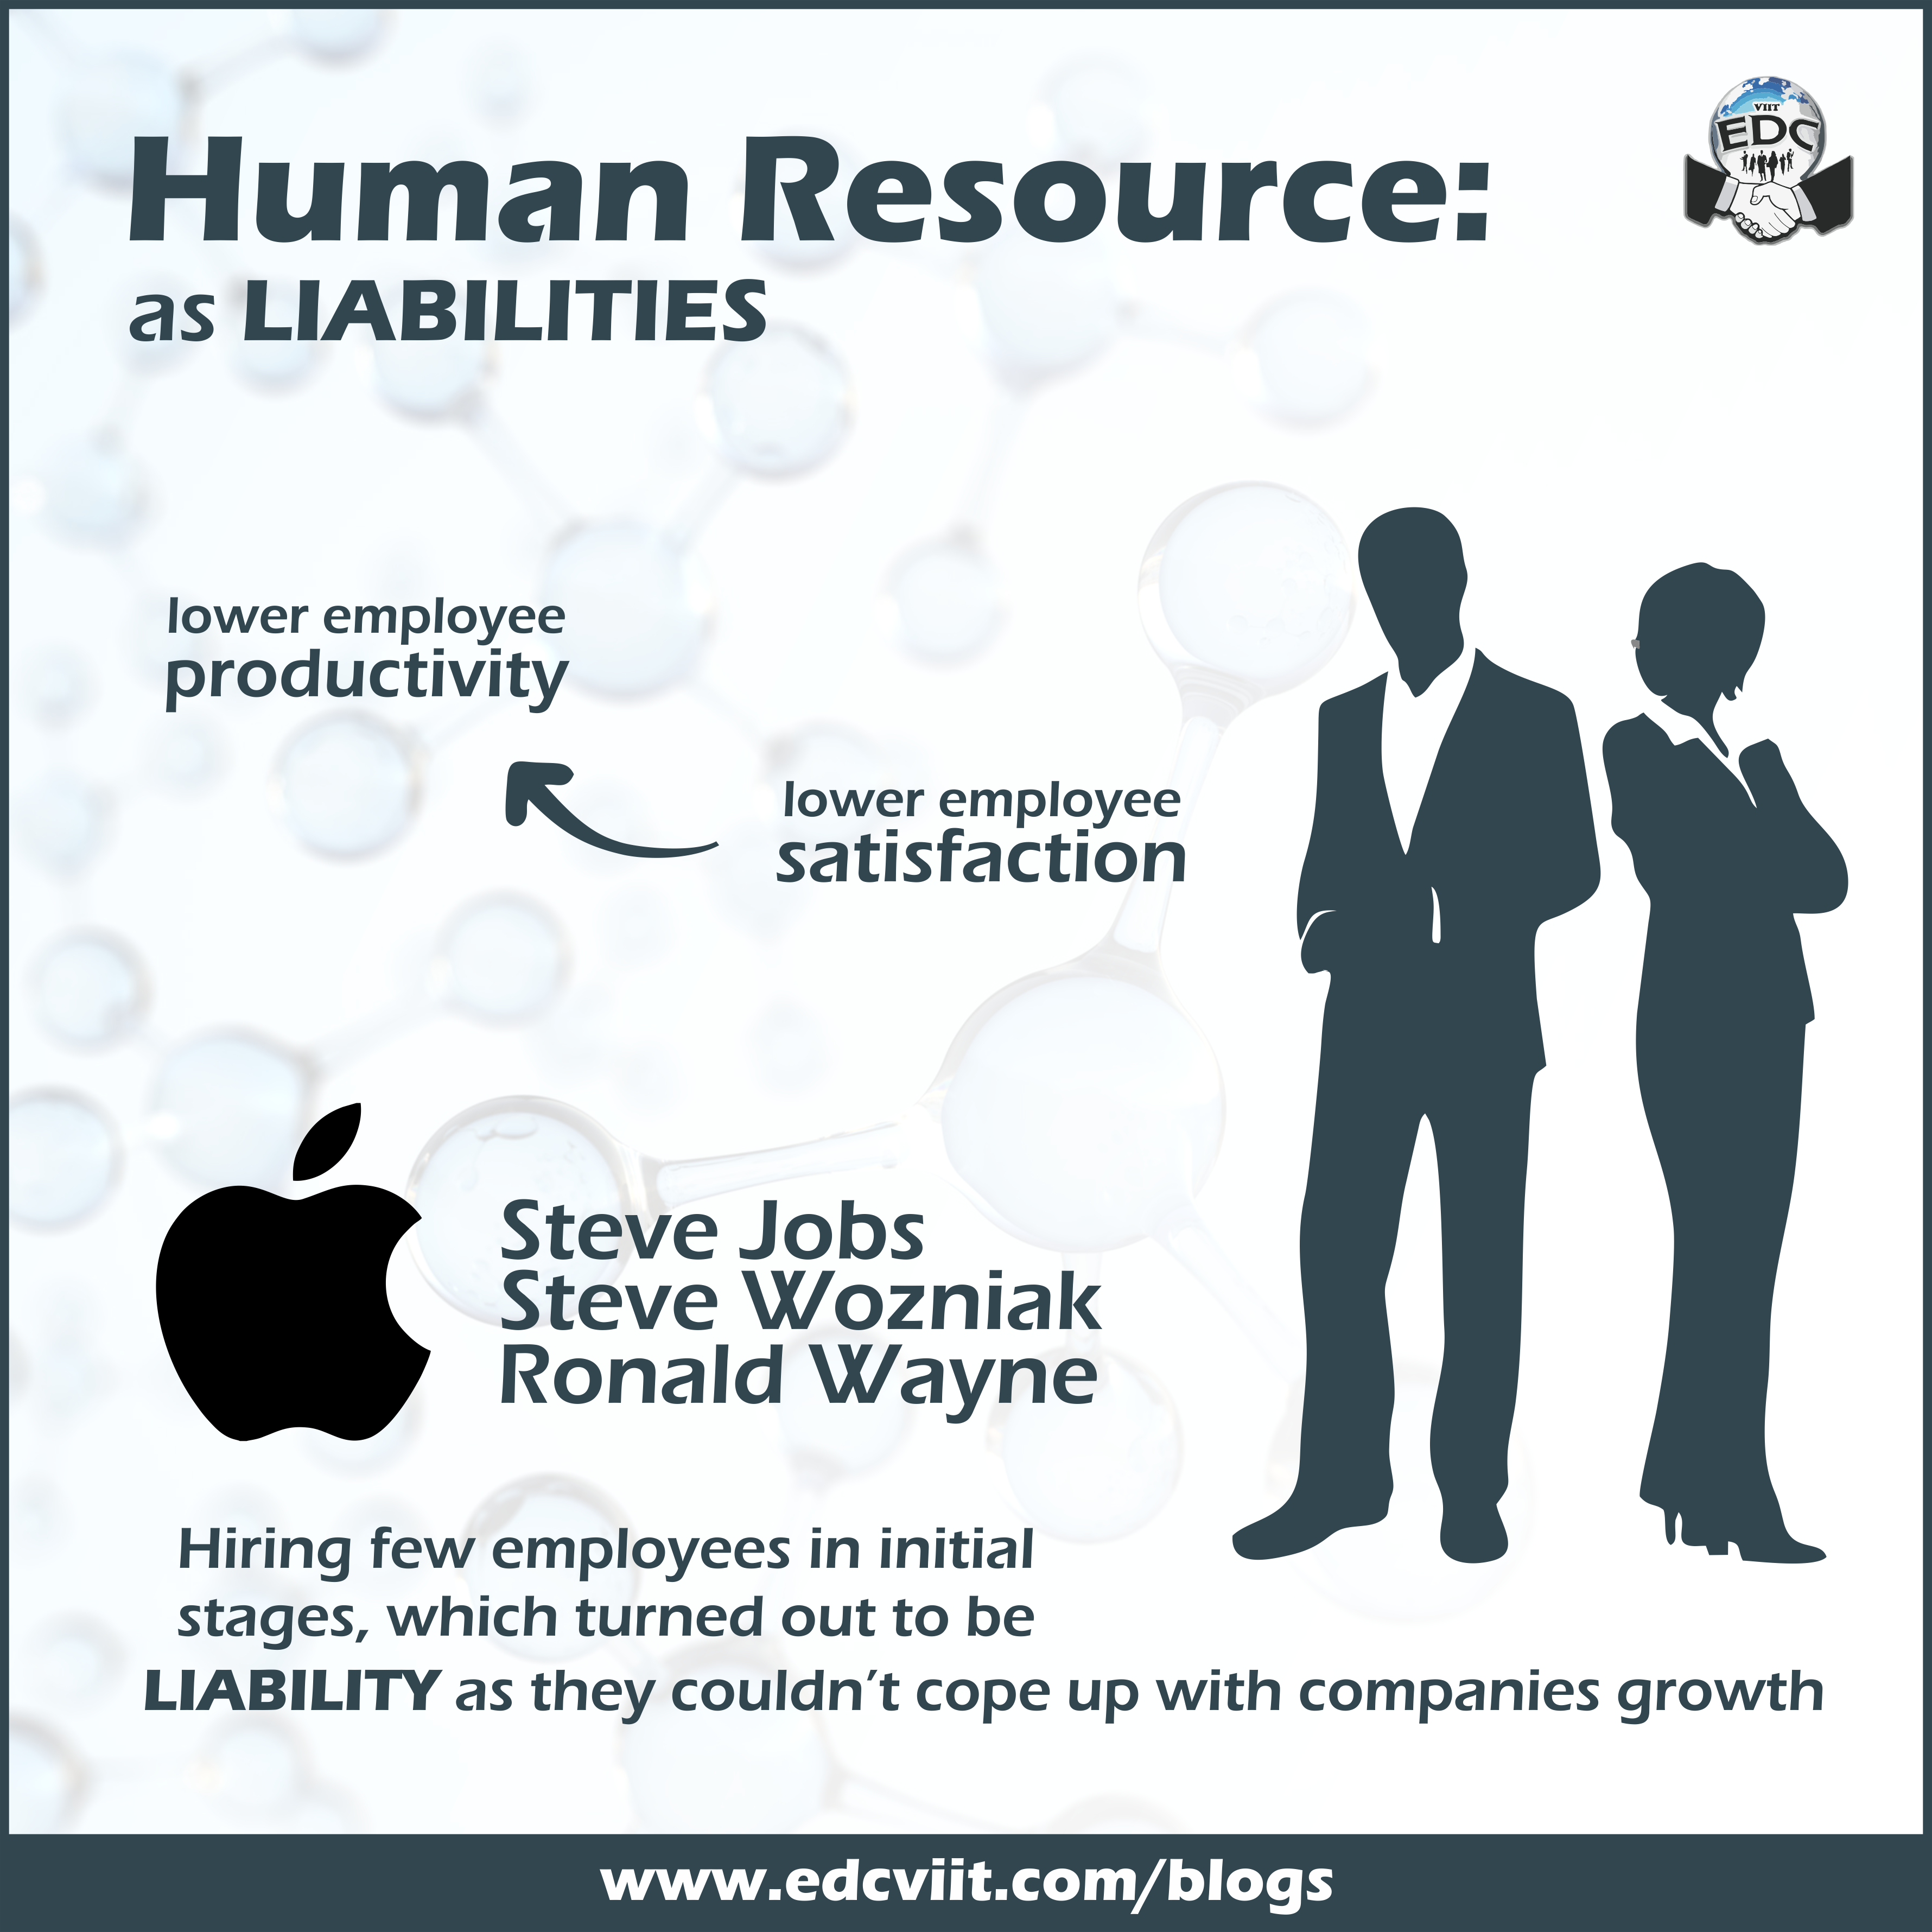 Human Resource:
as LIABILITIES
VIIT
EDC
lower employee
productivity
lower employee
satisfaction
Steve Jobs
Steve Wozniak
Ronald Wayne
Hiring few employees in initial
stages, which turned out to be
LIABILITY as they couldn't cope up with companies growth
www.edcviit.com/blogs